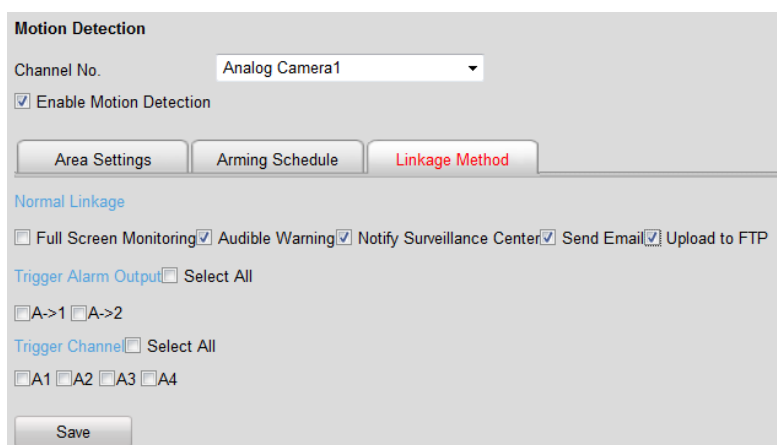 Motion Detection
Channel No. Analog Camera1
Enable Motion Detection
Area Settings Arming Schedule Linkage Method
Normal Linkage
Full Screen Monitoring Audible Warning Notify Surveillance Center Send Email Upload to FTP
Trigger Alarm Output Select All
A->1 A->2
Trigger Channel Select All
A1 A2 A3 A4
Save